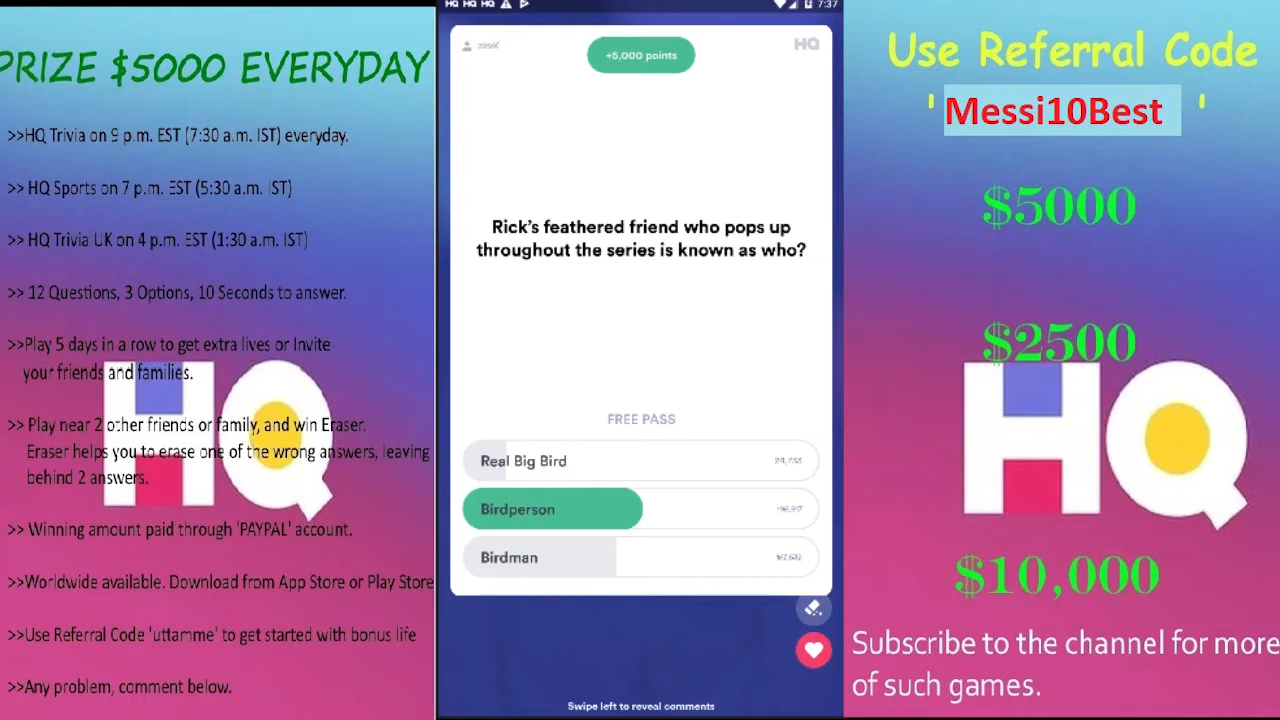 PRIZE $5000 EVERYDAY
>>HQ Trivia on 9 p.m. EST (7:30 a.m. IST) everyday.
>> HQ Sports on 7 p.m. EST (5:30 a.m. IST)
>> HQ Trivia UK on 4 p.m. EST (1:30 a.m. IST)
>> 12 Questions, 3 Options, 10 Seconds to answer.
>>Play 5 days in a row to get extra lives or Invite
your friends and families.
>> Play near 2 other friends or family, and win Eraser.
Eraser helps you to erase one of the wrong answers, leaving
behind 2 answers.
>> Winning amount paid through 'PAYPAL' account.
>>Worldwide available. Download from App Store or Play Store
>>Use Referral Code 'uttamme' to get started with bonus life
>>Any problem, comment below.
HQ
HQ HQ HQ 7:37
+5,000 points
HQ
Rick's feathered friend who pops up
throughout the series is known as who?
FREE PASS
Real Big Bird
Birdperson
Birdman
Swipe left to reveal comments
Use Referral Code
' Messi10Best '
$5000
$2500
HQ
$10,000
Subscribe to the channel for more
of such games.